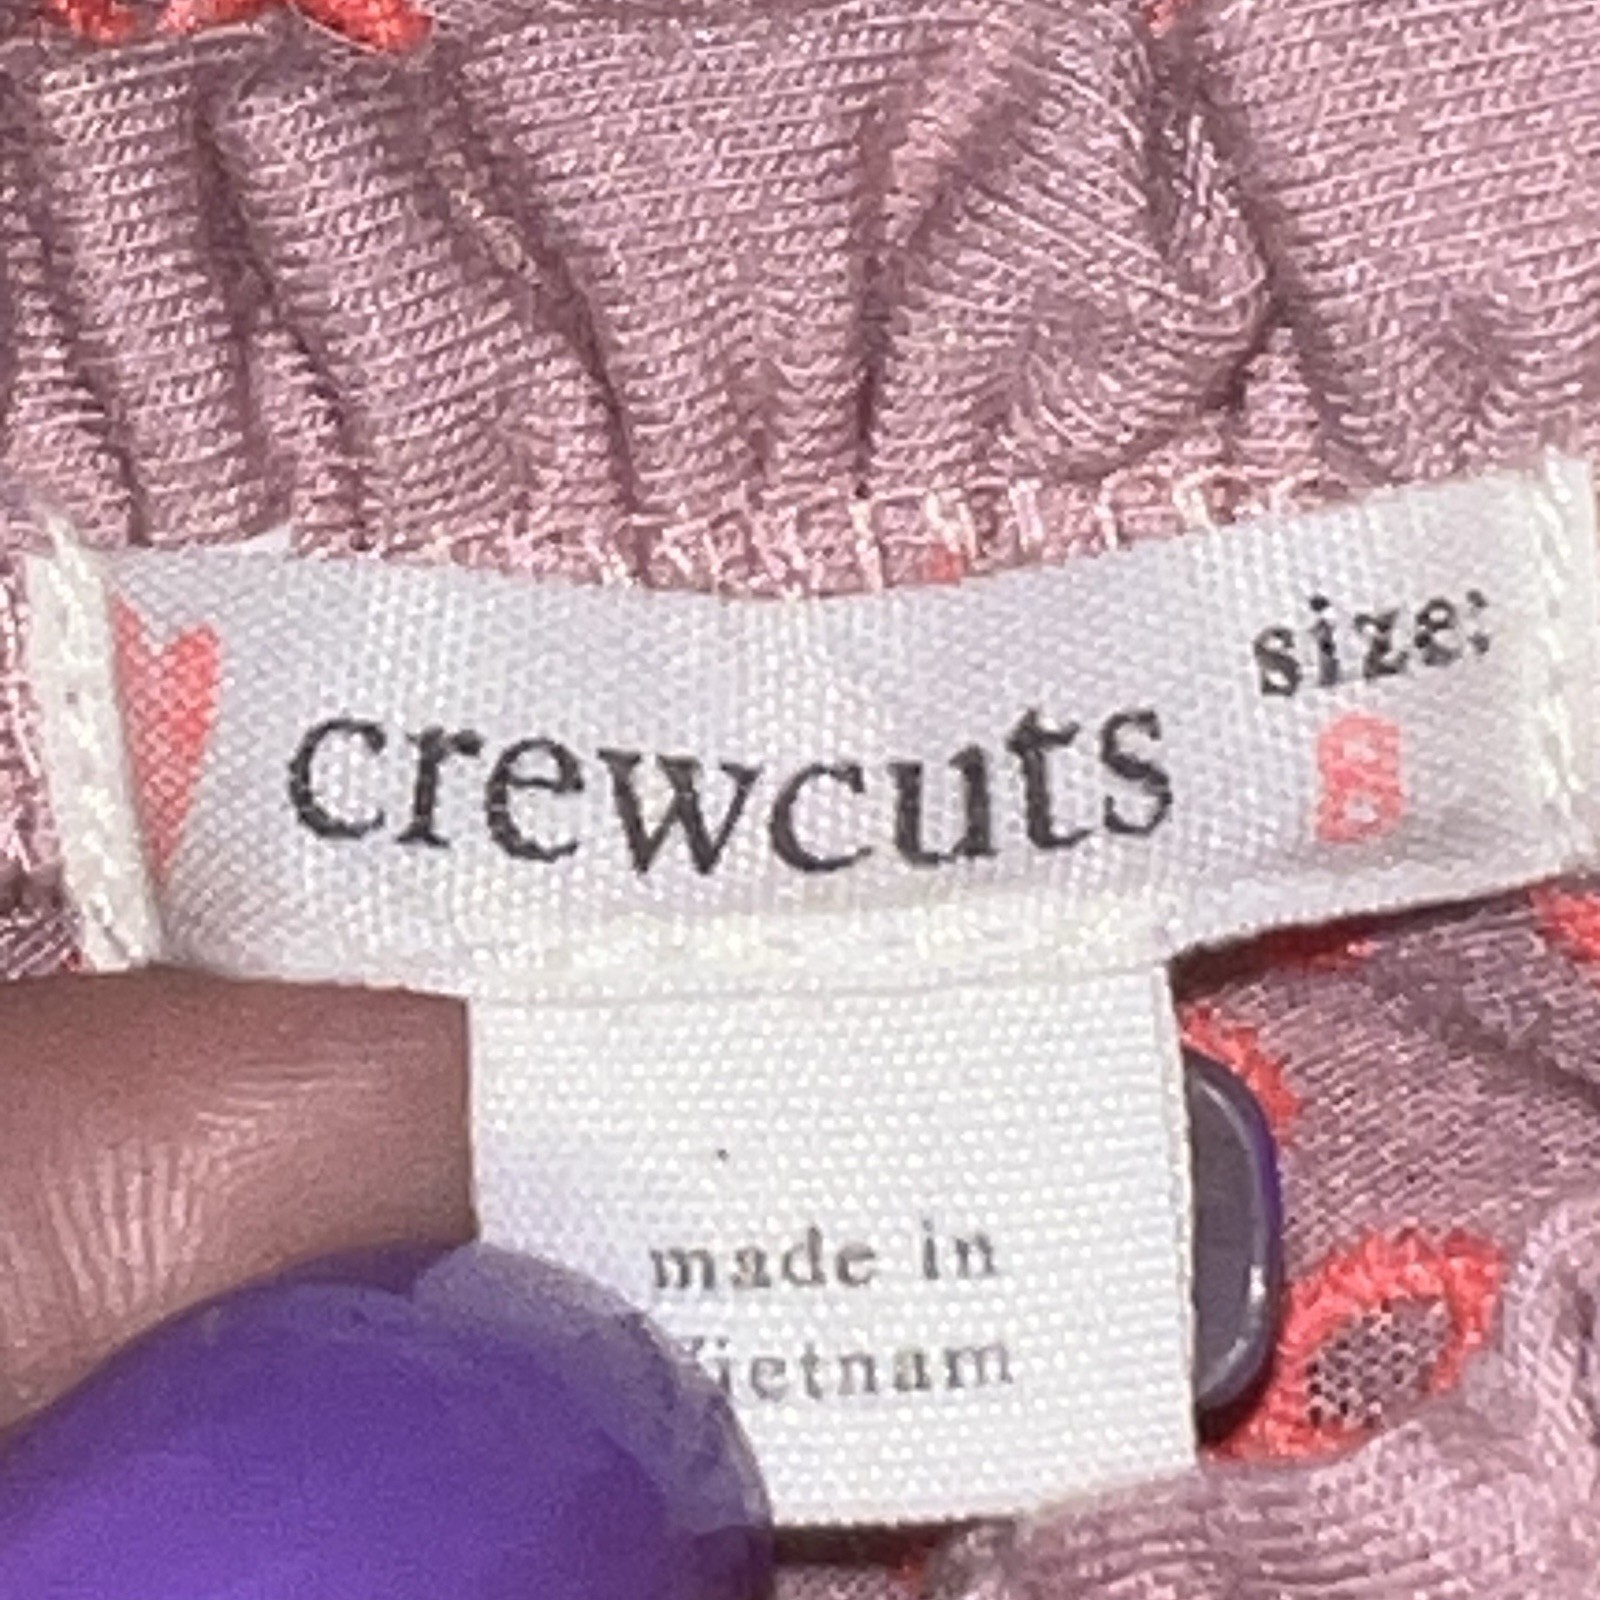 crewcuts
size:
8
made in
Vietnam